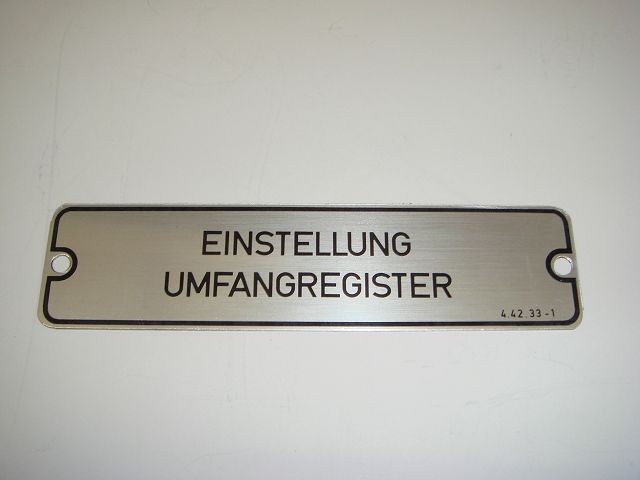 EINSTELLUNG
UMFANGREGISTER
4.42.33-1